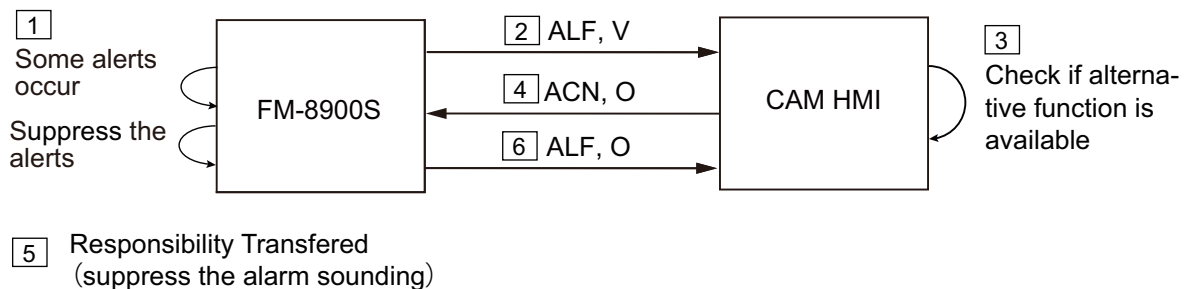 1
Some alerts
occur
Suppress the
alerts
FM-8900S
2 ALF, V
4 ACN, O
6 ALF, O
CAM HMI
3
Check if alterna-
tive function is
available
5 Responsibility Transfered
(suppress the alarm sounding)